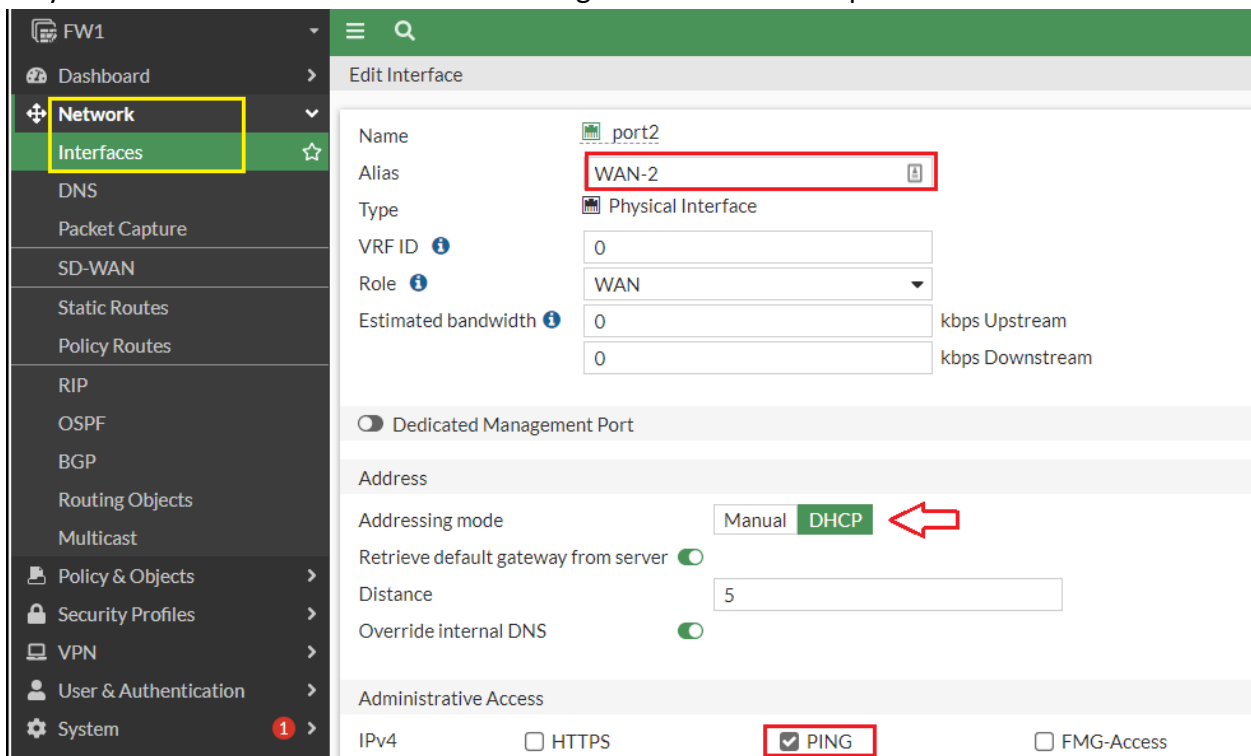 FW1
Dashboard
Network
Interfaces
DNS
Packet Capture
SD-WAN
Static Routes
Policy Routes
RIP
OSPF
BGP
Routing Objects
Multicast
Policy & Objects
Security Profiles
VPN
User & Authentication
System 1
Edit Interface
Name port2
Alias WAN-2
Type Physical Interface
VRF ID 0
Role WAN
Estimated bandwidth 0 kbps Upstream
0 kbps Downstream
Dedicated Management Port
Address
Addressing mode Manual DHCP
Retrieve default gateway from server
Distance 5
Override internal DNS
Administrative Access
IPv4 HTTPS PING FMG-Access